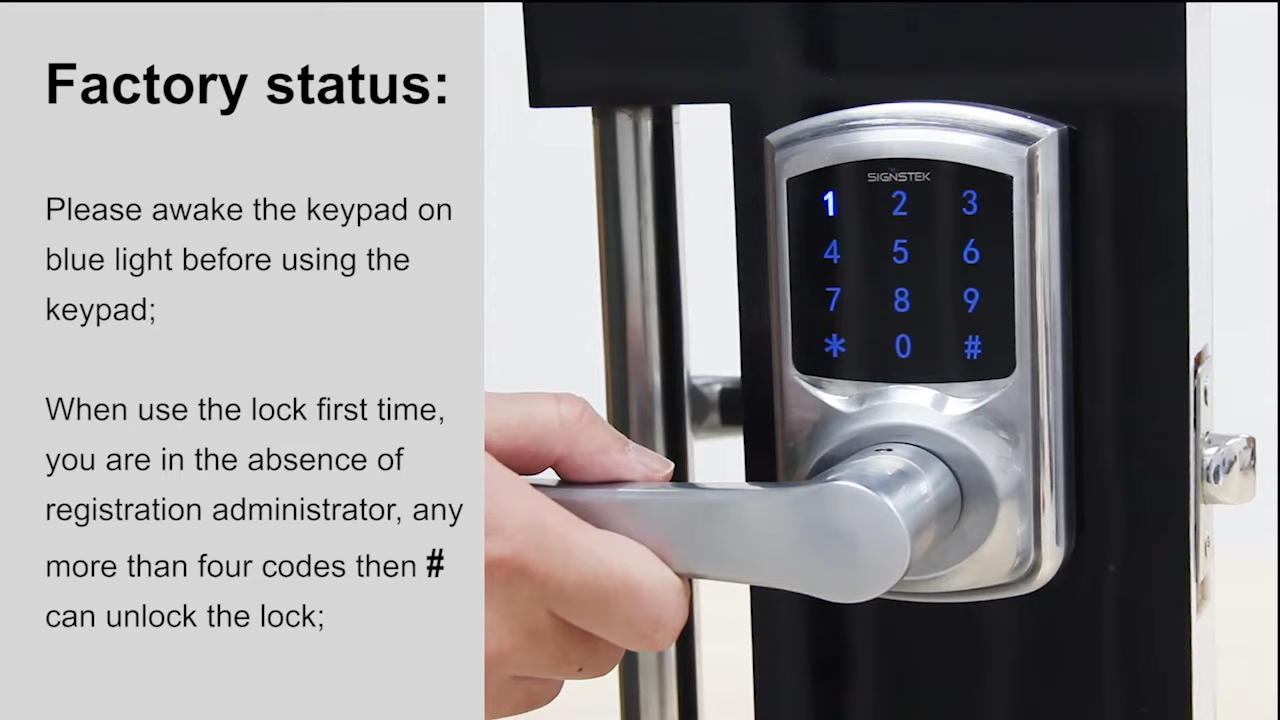 Factory status:
Please awake the keypad on
blue light before using the
keypad;
When use the lock first time,
you are in the absence of
registration administrator, any
more than four codes then #
can unlock the lock;
SIGNSTEK
1 2 3
4 5 6
7 8 9
* 0 #